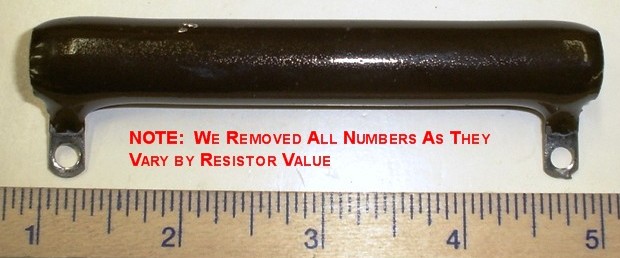 NOTE: WE REMOVED ALL NUMBERS AS THEY
VARY BY RESISTOR VALUE
1 2 3 4 5